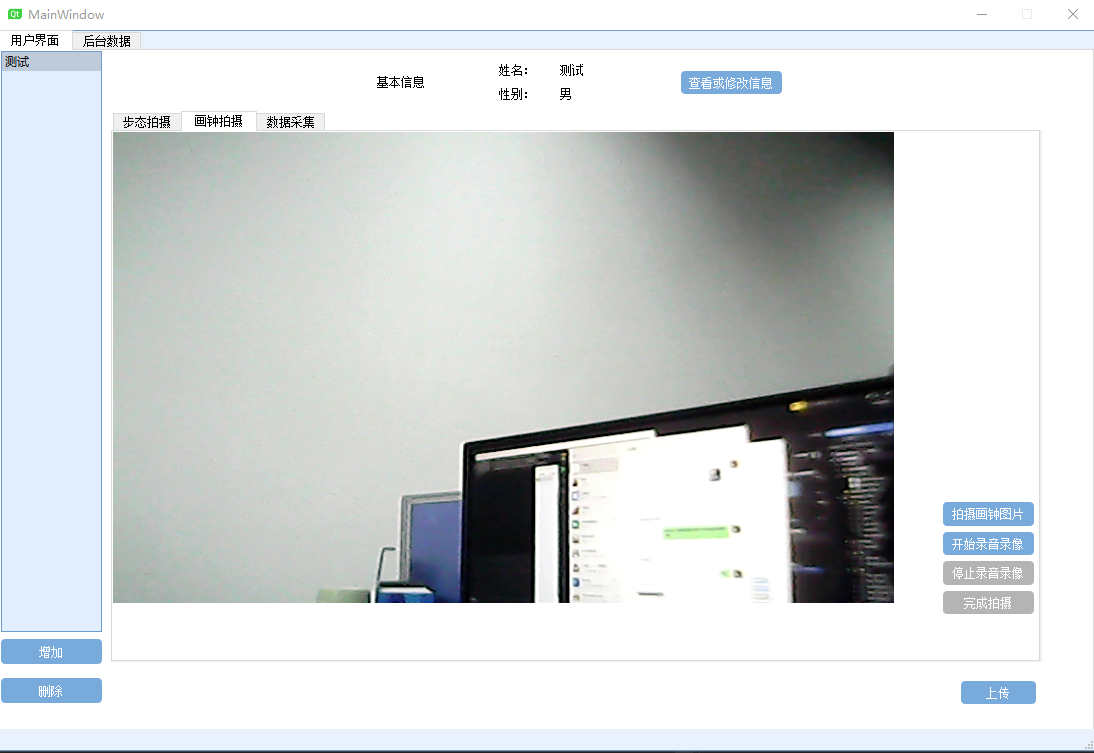 MainWindow
用户界面
后台数据
测试
基本信息
姓名： 测试
性别： 男
查看或修改信息
步态拍摄
画钟拍摄
数据采集
拍摄画钟图片
开始录音录像
停止录音录像
完成拍摄
增加
删除
上传